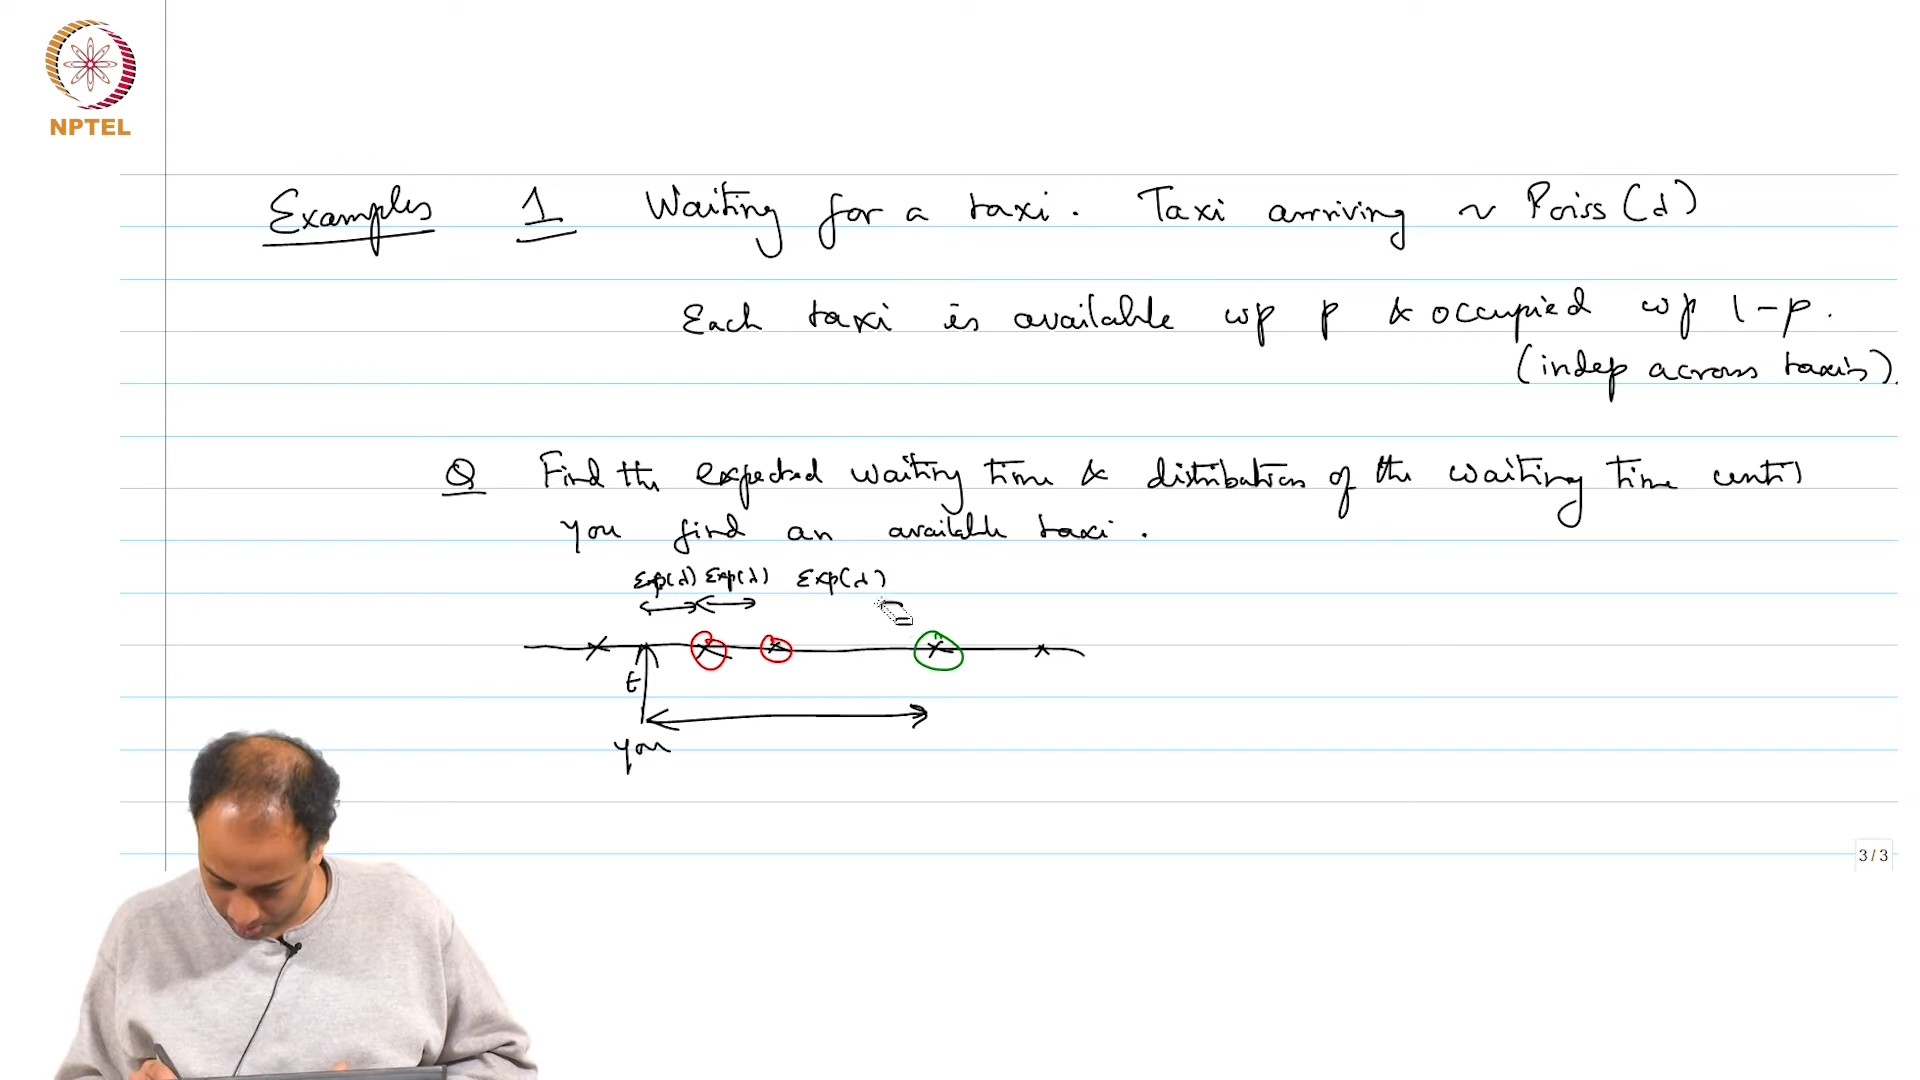 NPTEL
Examples 1 Waiting for a taxi. Taxi arriving ~ Poiss(λ)
Each taxi is available wp p & occupied wp 1-p.
(indep across taxis).
Q Find the expected waiting time & distribution of the waiting time until
you find an available taxi.
Exp(λ) Exp(λ) Exp(λ)
t
you
3 / 3